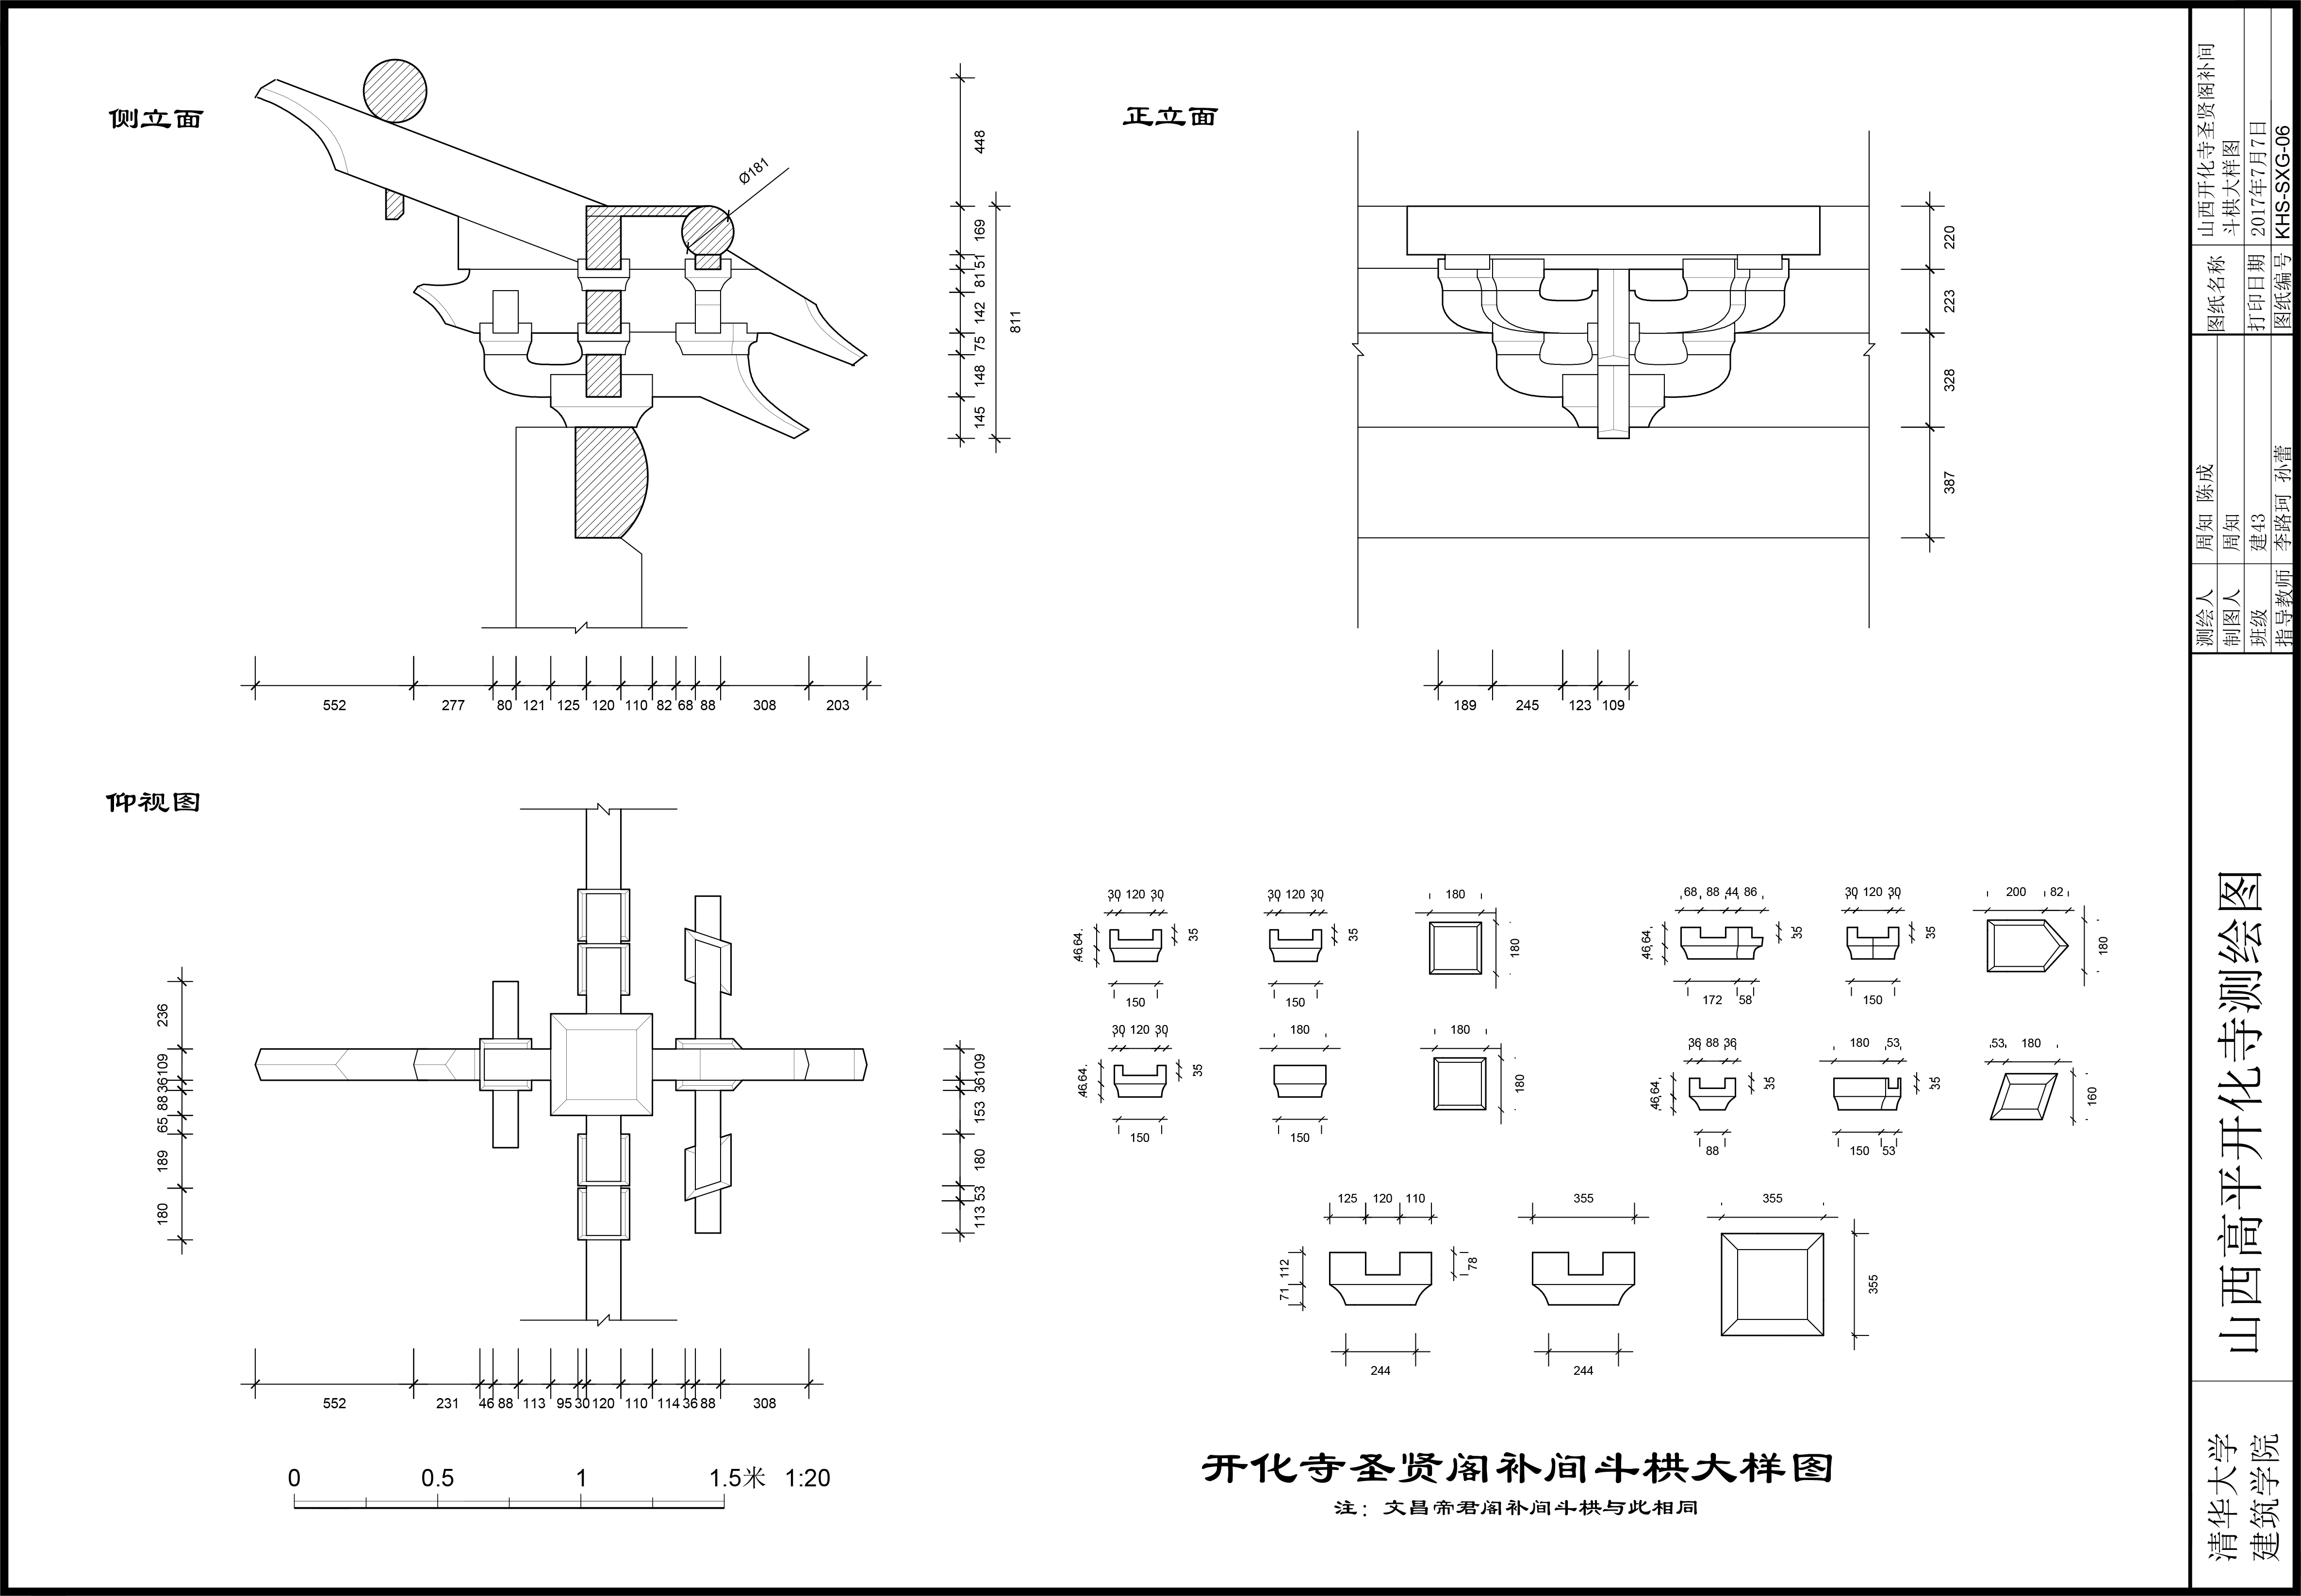 侧立面
Ø181
448
169
51
81
142
75
148
145
811
552 277 80 121 125 120 110 82 68 88 308 203
正立面
220
223
328
387
189 245 123 109
仰视图
236
109
36
88
65
189
180
109
36
153
180
53
113
552 231 46 88 113 95 30 120 110 114 36 88 308
0 0.5 1 1.5米 1:20
30 120 30
46 64
35
150
30 120 30
35
150
180
180
68 88 44 86
46 64
35
172 58
30 120 30
35
150
200 82
180
30 120 30
46 64
35
150
180
150
180
180
36 88 36
46 64
35
88
180 53
35
150 53
53 180
160
125 120 110
112
71
78
244
355
244
355
355
开化寺圣贤阁补间斗栱大样图
注：文昌帝君阁补间斗栱与此相同
山西开化寺圣贤阁补间
斗栱大样图
图纸名称
2017年7月7日
打印日期
KHS-SXG-06
图纸编号
测绘人 周知 陈成
制图人 周知
班级 建43
指导教师 李路珂 孙蕾
山西高平开化寺测绘图
清华大学
建筑学院